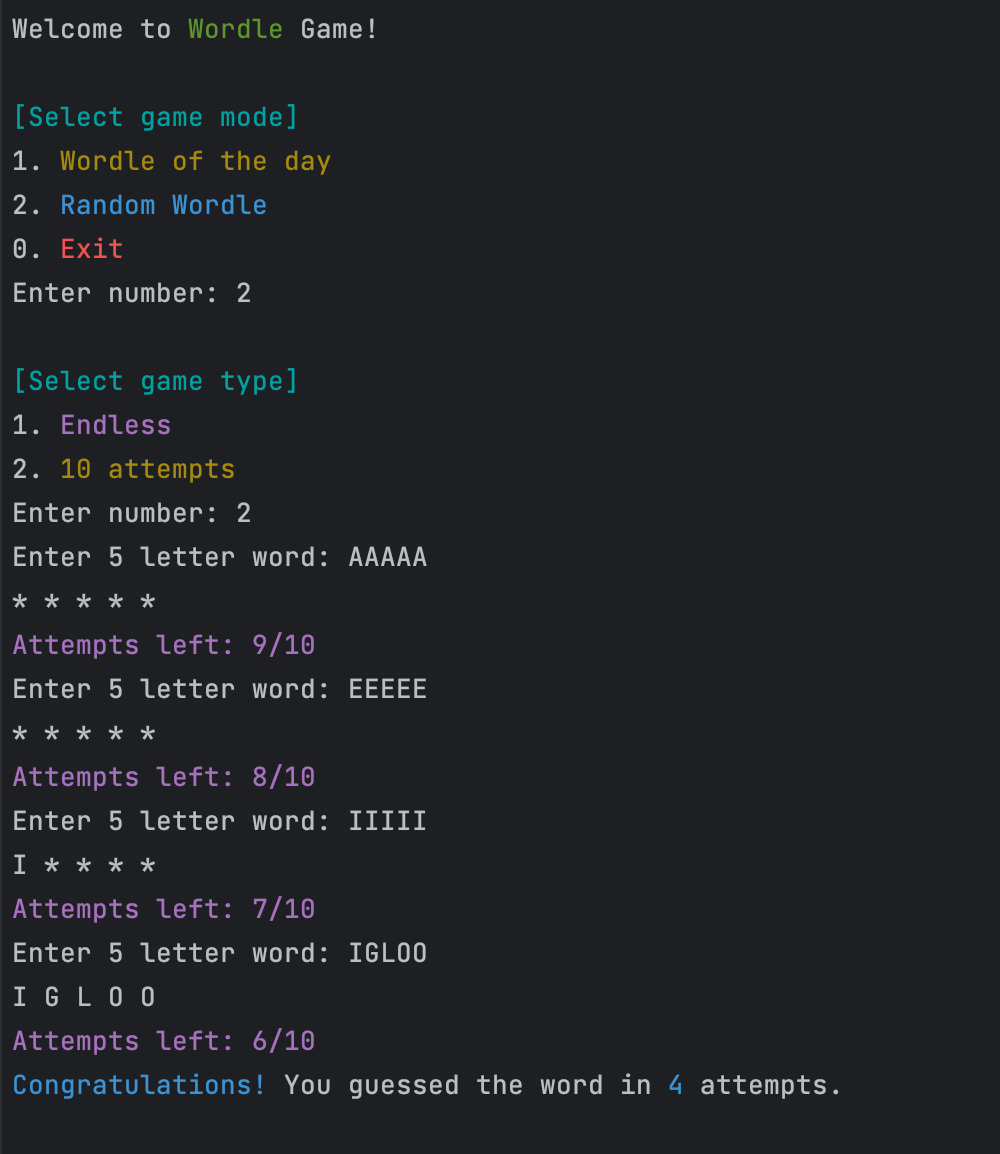 Welcome to Wordle Game!
[Select game mode]
1. Wordle of the day
2. Random Wordle
0. Exit
Enter number: 2
[Select game type]
1. Endless
2. 10 attempts
Enter number: 2
Enter 5 letter word: AAAAA
* * * * *
Attempts left: 9/10
Enter 5 letter word: EEEEE
* * * * *
Attempts left: 8/10
Enter 5 letter word: IIIII
I * * * *
Attempts left: 7/10
Enter 5 letter word: IGLOO
I G L O O
Attempts left: 6/10
Congratulations! You guessed the word in 4 attempts.